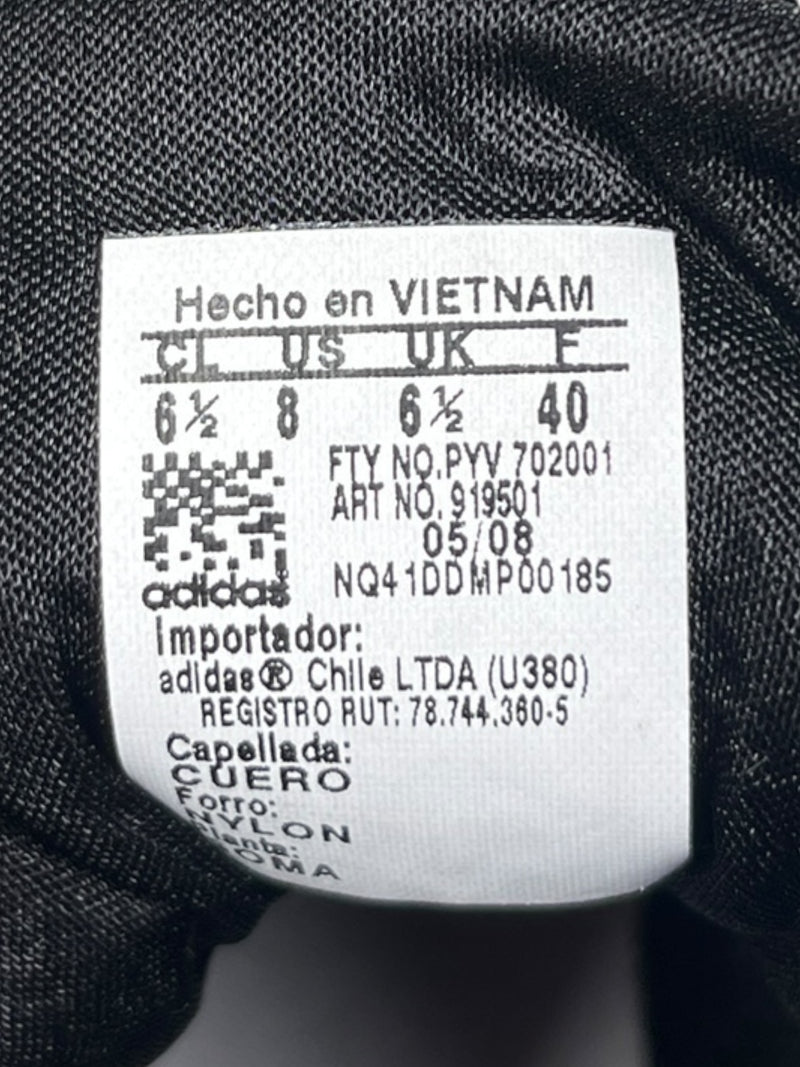 Hecho en VIETNAM
CL US UK F
6½ 8 6½ 40
FTY NO.PYV 702001
ART NO. 919501
05/08
NQ41DDMP00185
adidas
Importador:
adidas® Chile LTDA (U380)
REGISTRO RUT: 78.744.360-5
Capellada:
CUERO
Forro:
NYLON
Planta:
GOMA